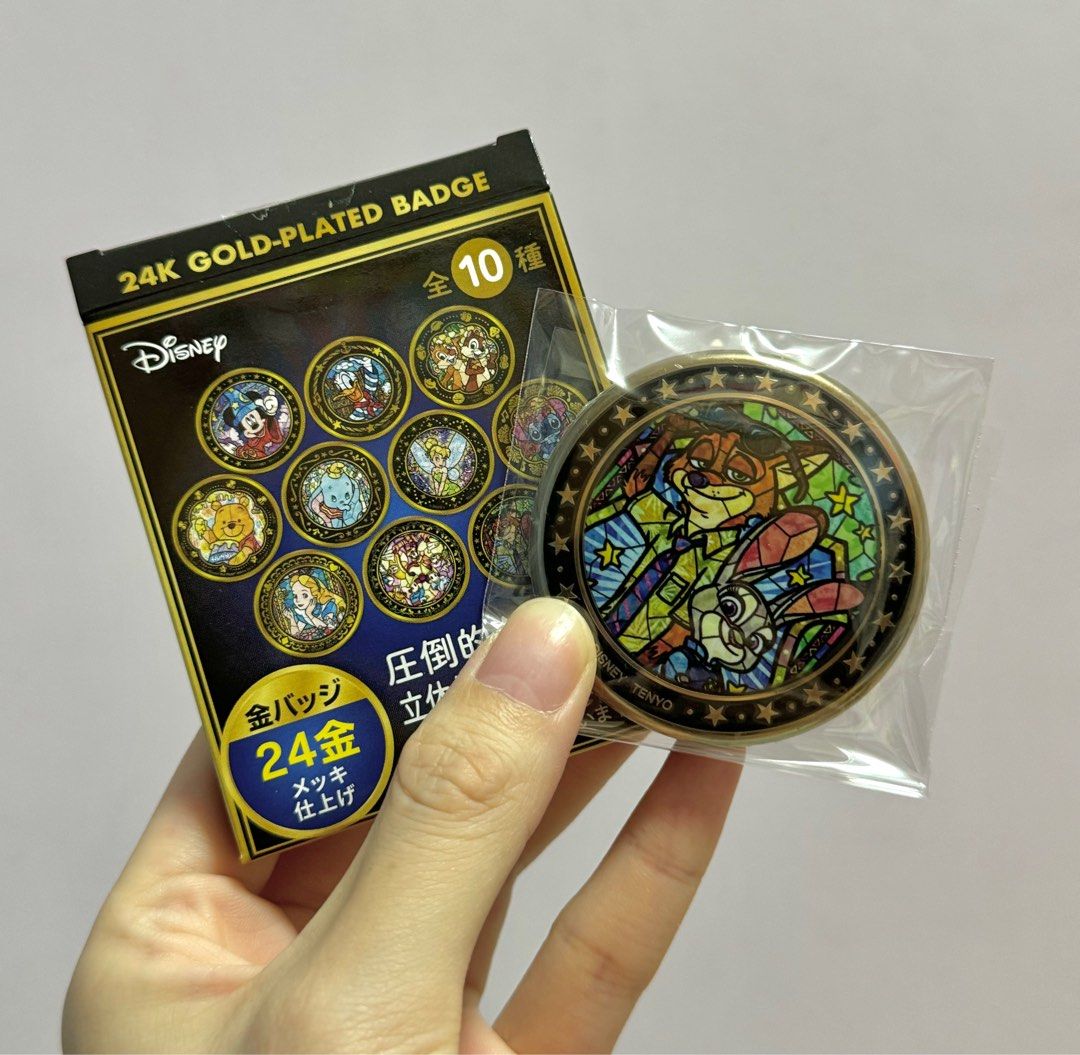 24K GOLD-PLATED BADGE
全10種
Disney
圧倒的
立体
金バッジ
24金
メッキ
仕上げ
DISNEY TENYO